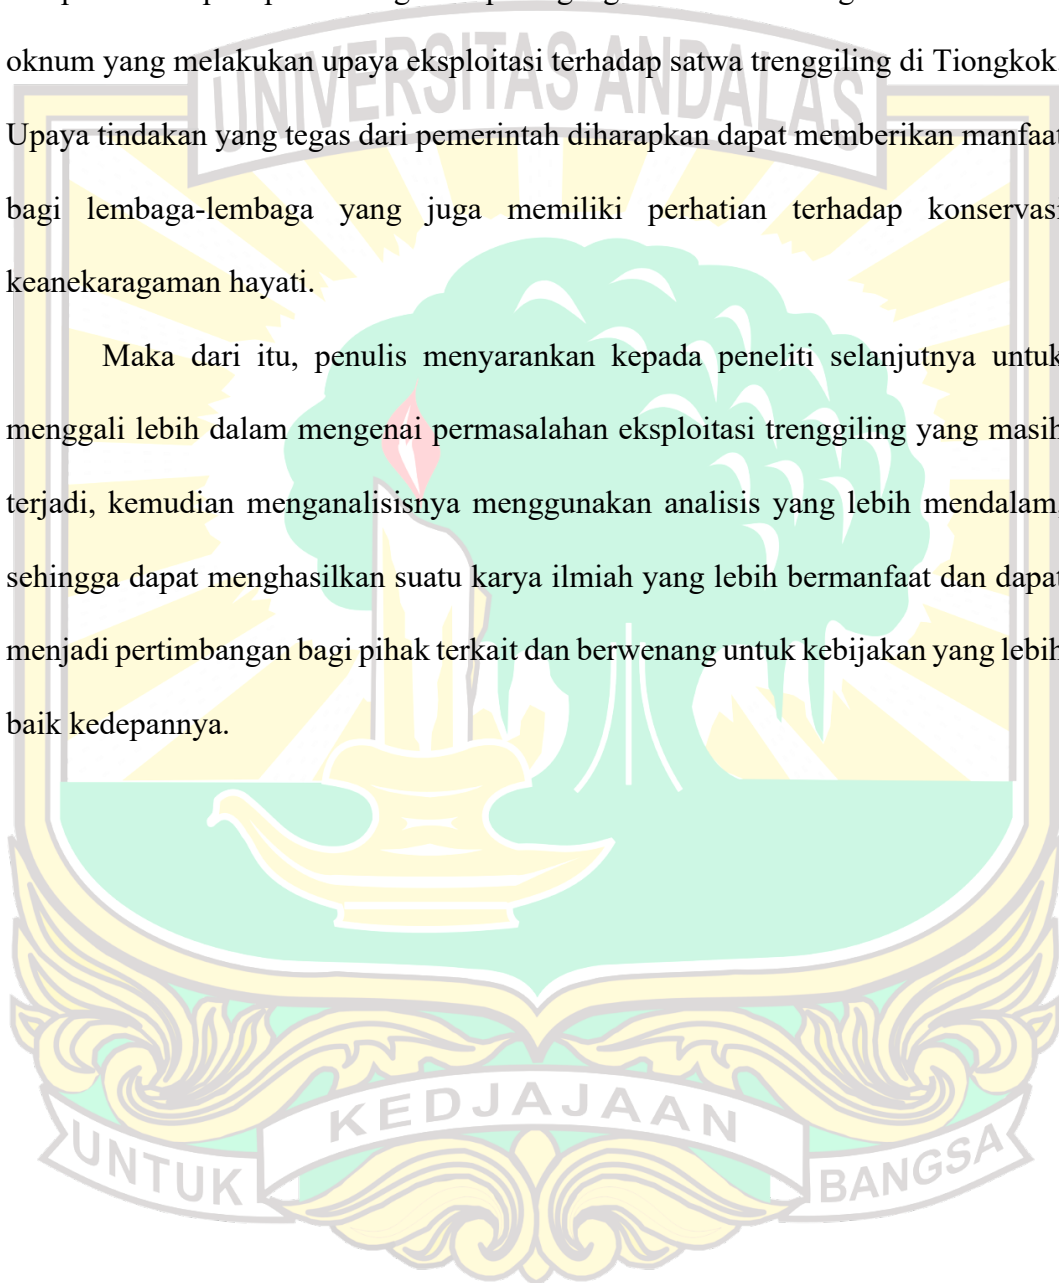 oknum yang melakukan upaya eksploitasi terhadap satwa trenggiling di Tiongkok.
UNIVERSITAS ANDALAS
Upaya tindakan yang tegas dari pemerintah diharapkan dapat memberikan manfaat
bagi lembaga-lembaga yang juga memiliki perhatian terhadap konservasi
keanekaragaman hayati.
Maka dari itu, penulis menyarankan kepada peneliti selanjutnya untuk
menggali lebih dalam mengenai permasalahan eksploitasi trenggiling yang masih
terjadi, kemudian menganalisisnya menggunakan analisis yang lebih mendalam,
sehingga dapat menghasilkan suatu karya ilmiah yang lebih bermanfaat dan dapat
menjadi pertimbangan bagi pihak terkait dan berwenang untuk kebijakan yang lebih
baik kedepannya.
UNTUK KEDJAJAAN BANGSA